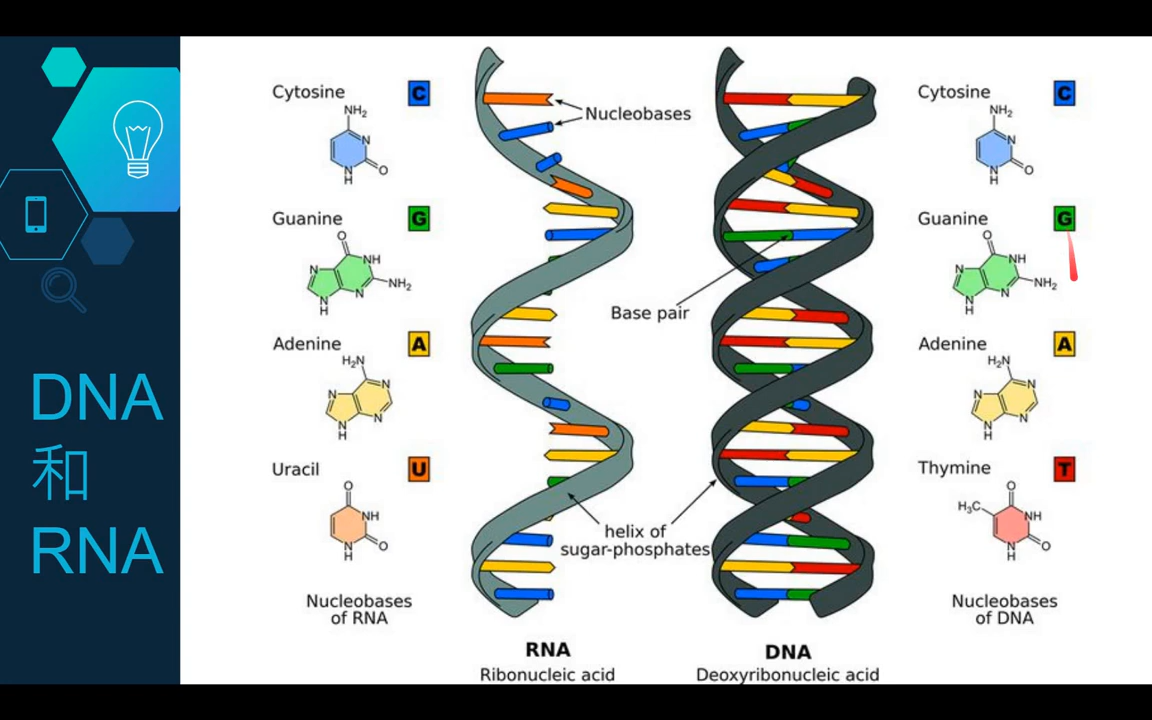 DNA
和
RNA
Cytosine
C
NH₂
N
N
H
O
Guanine
G
O
N
NH
N
H
N
NH₂
Adenine
A
H₂N
N
N
N
H
N
Uracil
U
O
NH
N
H
O
Nucleobases
of RNA
Nucleobases
Base pair
helix of
sugar-phosphates
RNA
Ribonucleic acid
DNA
Deoxyribonucleic acid
Cytosine
C
NH₂
N
N
H
O
Guanine
G
O
N
NH
N
H
N
NH₂
Adenine
A
H₂N
N
N
N
H
N
Thymine
T
O
H₃C
NH
N
H
O
Nucleobases
of DNA